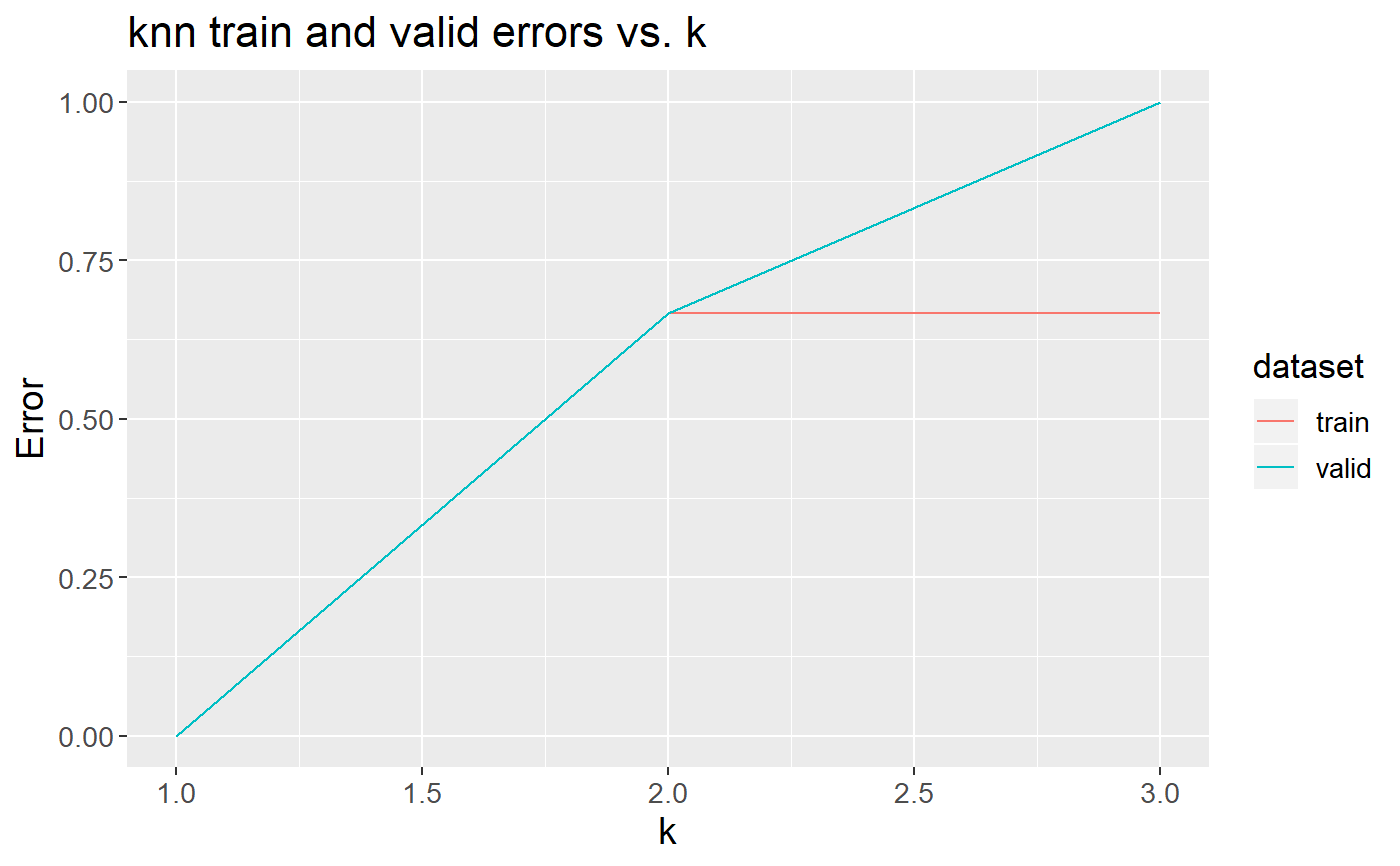 knn train and valid errors vs. k
1.00
0.75
0.50
0.25
0.00
Error
1.0 1.5 2.0 2.5 3.0
k
dataset
train
valid